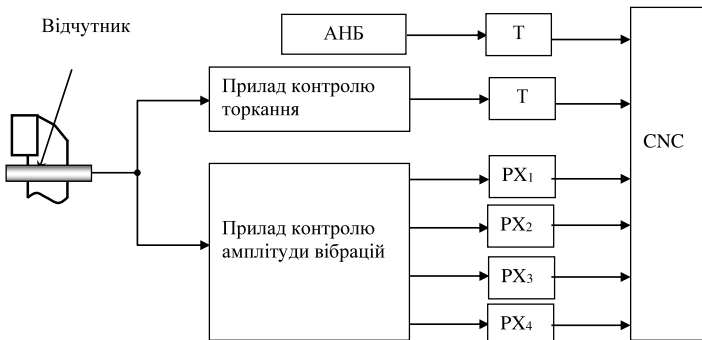 Відчутник
АНБ
Т
Прилад контролю
торкання
Т
CNC
Прилад контролю
амплітуди вібрацій
РХ1
РХ2
РХ3
РХ4